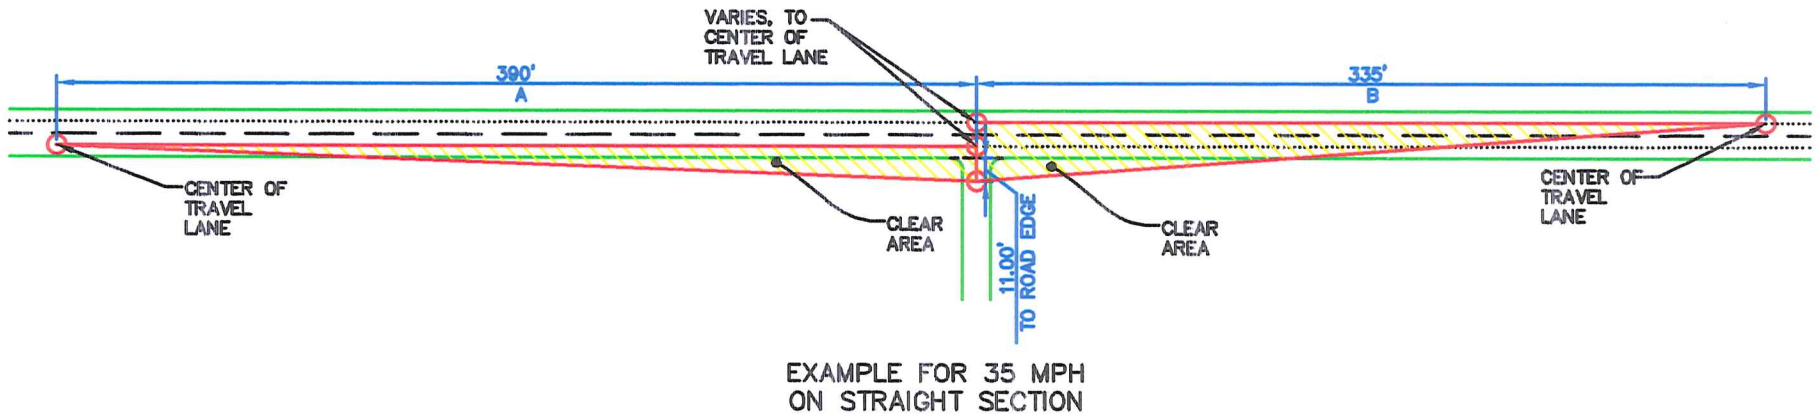 VARIES, TO
CENTER OF
TRAVEL LANE
390'
A
335'
B
CENTER OF
TRAVEL
LANE
CLEAR
AREA
11.00'
TO ROAD EDGE
CLEAR
AREA
CENTER OF
TRAVEL
LANE
EXAMPLE FOR 35 MPH
ON STRAIGHT SECTION